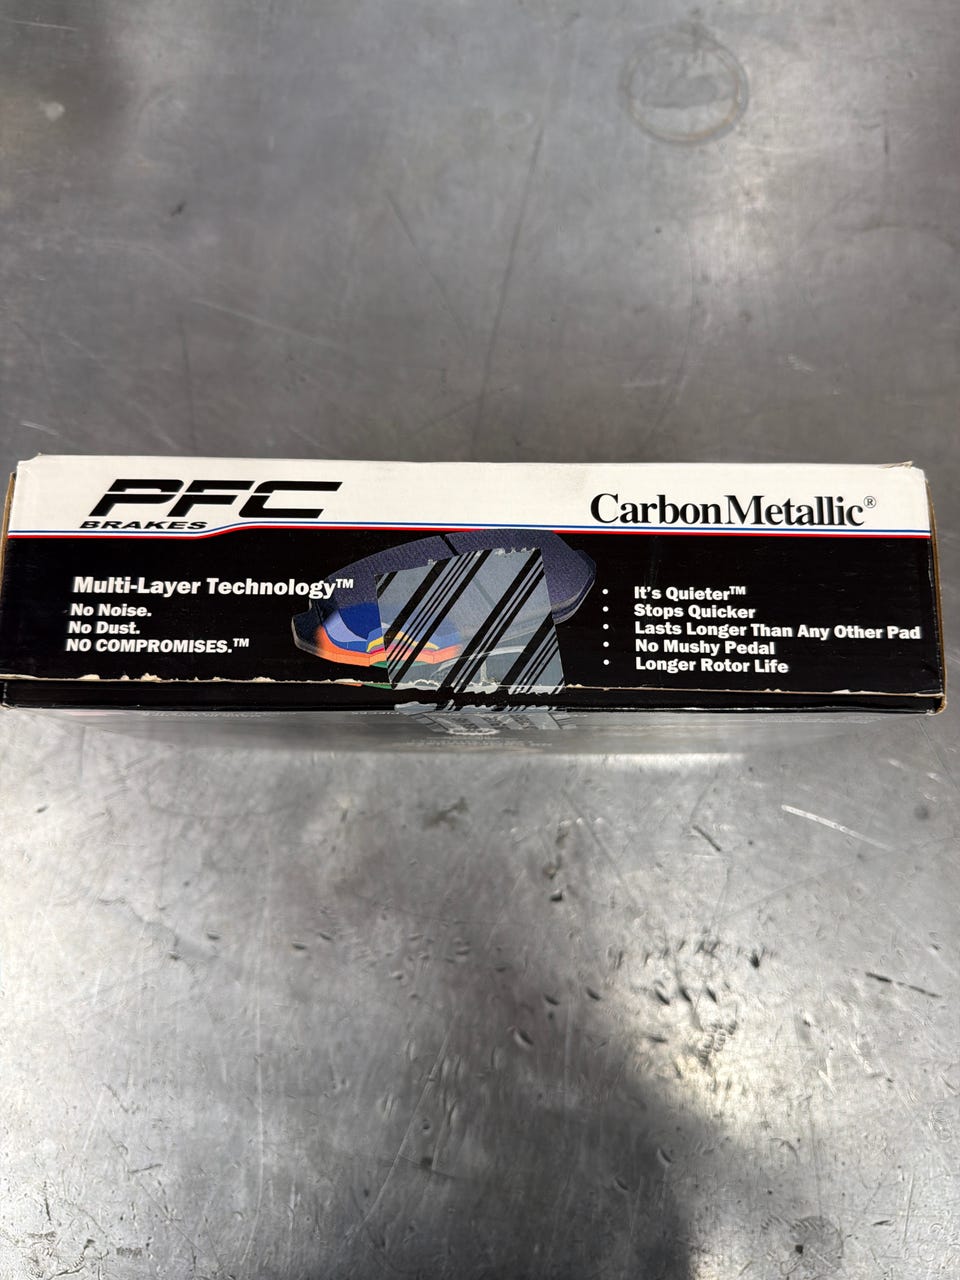 PFC
BRAKES
CarbonMetallic®
Multi-Layer Technology™
No Noise.
No Dust.
NO COMPROMISES.™
• It's Quieter™
• Stops Quicker
• Lasts Longer Than Any Other Pad
• No Mushy Pedal
• Longer Rotor Life